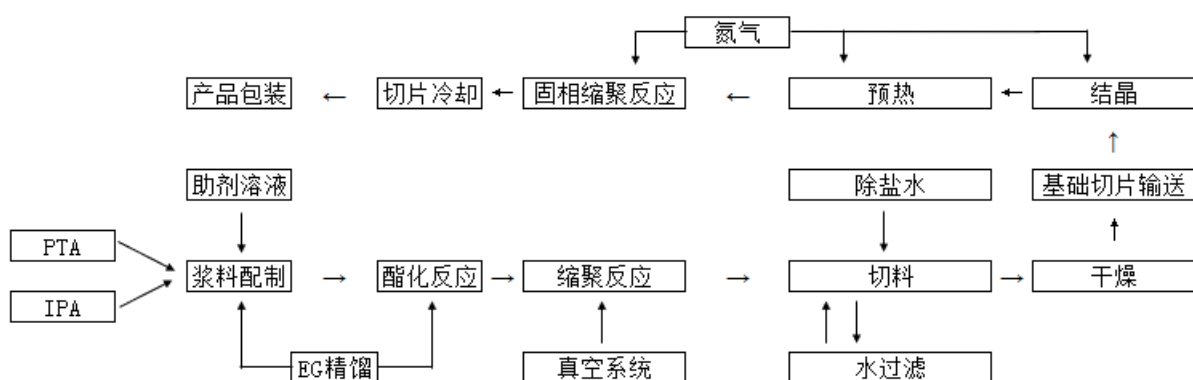 氮气
产品包装
切片冷却
固相缩聚反应
预热
结晶
助剂溶液
除盐水
基础切片输送
PTA
浆料配制
酯化反应
缩聚反应
切料
干燥
IPA
EG精馏
真空系统
水过滤